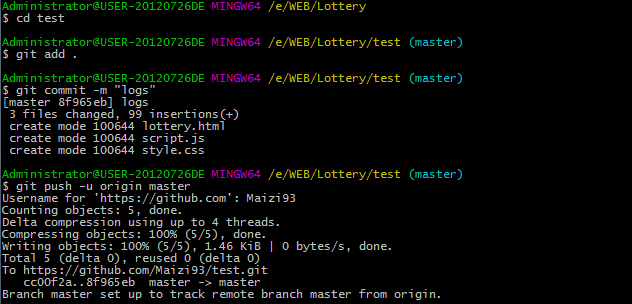 Administrator@USER-20120726DE MINGW64 /e/WEB/Lottery
$ cd test
Administrator@USER-20120726DE MINGW64 /e/WEB/Lottery/test (master)
$ git add .
Administrator@USER-20120726DE MINGW64 /e/WEB/Lottery/test (master)
$ git commit -m "logs"
[master 8f965eb] logs
 3 files changed, 99 insertions(+)
 create mode 100644 lottery.html
 create mode 100644 script.js
 create mode 100644 style.css
Administrator@USER-20120726DE MINGW64 /e/WEB/Lottery/test (master)
$ git push -u origin master
Username for 'https://github.com': Maizi93
Counting objects: 5, done.
Delta compression using up to 4 threads.
Compressing objects: 100% (5/5), done.
Writing objects: 100% (5/5), 1.46 KiB | 0 bytes/s, done.
Total 5 (delta 0), reused 0 (delta 0)
To https://github.com/Maizi93/test.git
   cc00f2a..8f965eb  master -> master
Branch master set up to track remote branch master from origin.